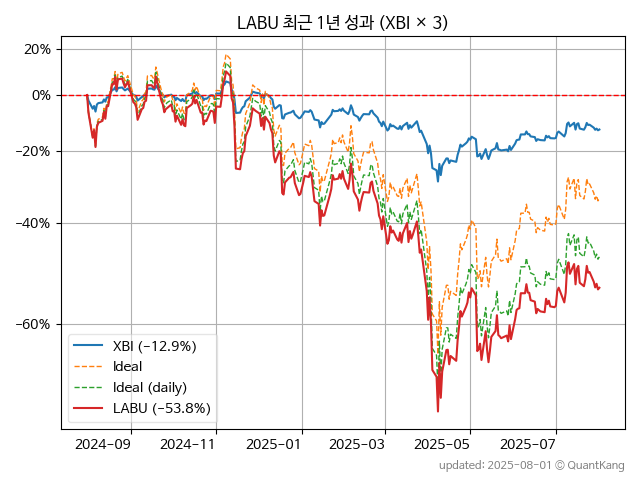 LABU 최근 1년 성과 (XBI × 3)
20%
0%
−20%
−40%
−60%
XBI (−12.9%)
Ideal
Ideal (daily)
LABU (−53.8%)
2024-09
2024-11
2025-01
2025-03
2025-05
2025-07
updated: 2025-08-01 © QuantKang